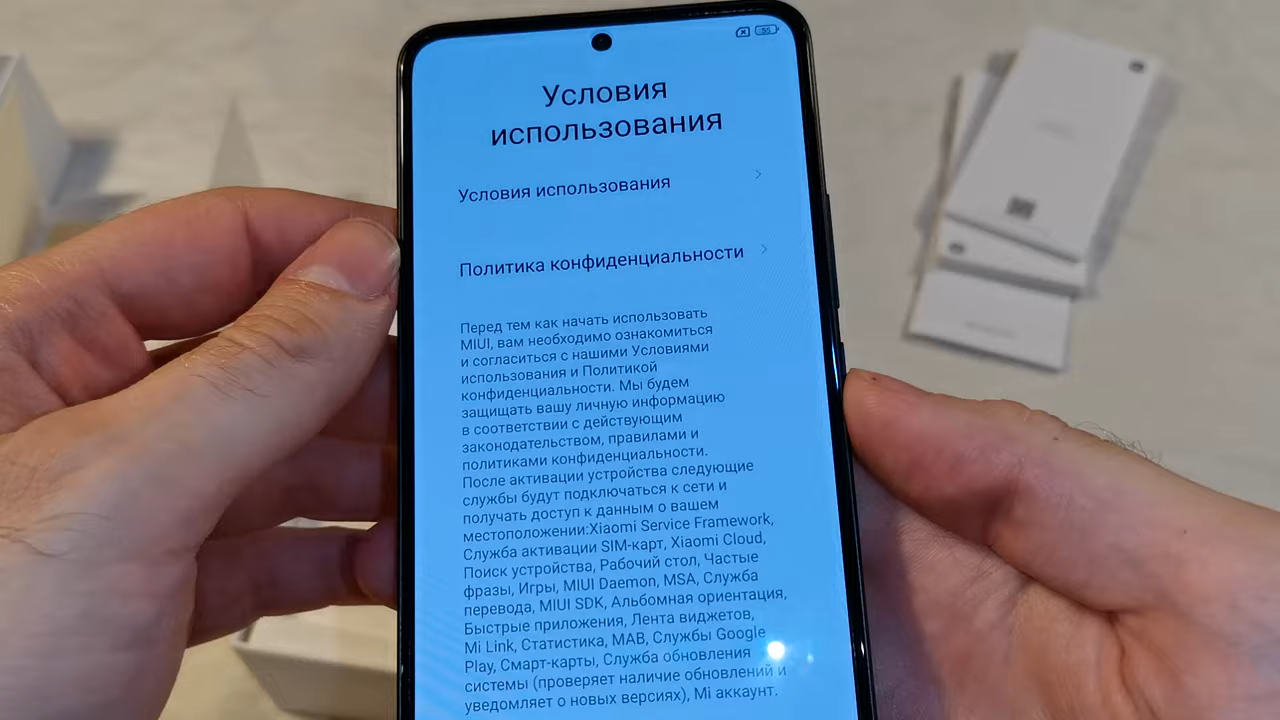 55
Условия
использования
Условия использования
Политика конфиденциальности
Перед тем как начать использовать
MIUI, вам необходимо ознакомиться
и согласиться с нашими Условиями
использования и Политикой
конфиденциальности. Мы будем
защищать вашу личную информацию
в соответствии с действующим
законодательством, правилами и
политиками конфиденциальности.
После активации устройства следующие
службы будут подключаться к сети и
получать доступ к данным о вашем
местоположении:Xiaomi Service Framework,
Служба активации SIM-карт, Xiaomi Cloud,
Поиск устройства, Рабочий стол, Частые
фразы, Игры, MIUI Daemon, MSA, Служба
перевода, MIUI SDK, Альбомная ориентация,
Быстрые приложения, Лента виджетов,
Mi Link, Статистика, MAB, Службы Google
Play, Смарт-карты, Служба обновления
системы (проверяет наличие обновлений и
уведомляет о новых версиях), Mi аккаунт.